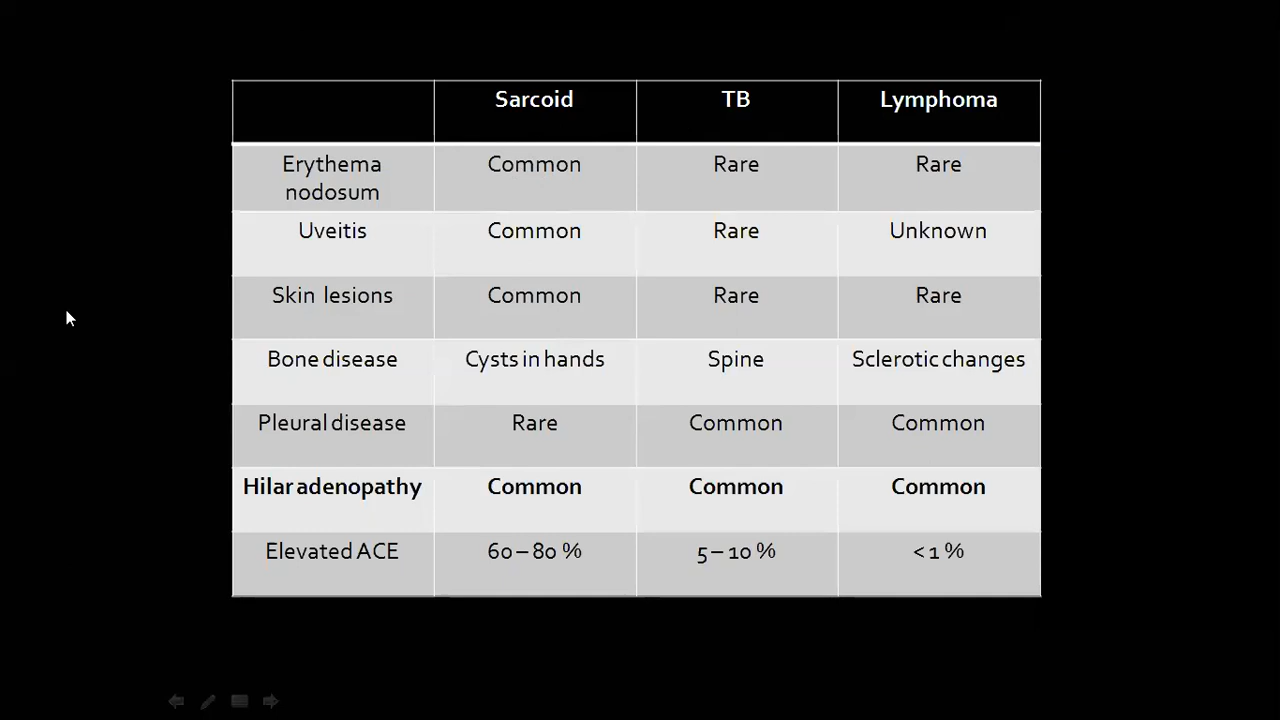 Sarcoid TB Lymphoma
Erythema nodosum Common Rare Rare
Uveitis Common Rare Unknown
Skin lesions Common Rare Rare
Bone disease Cysts in hands Spine Sclerotic changes
Pleural disease Rare Common Common
Hilar adenopathy Common Common Common
Elevated ACE 60 – 80 % 5 – 10 % < 1 %